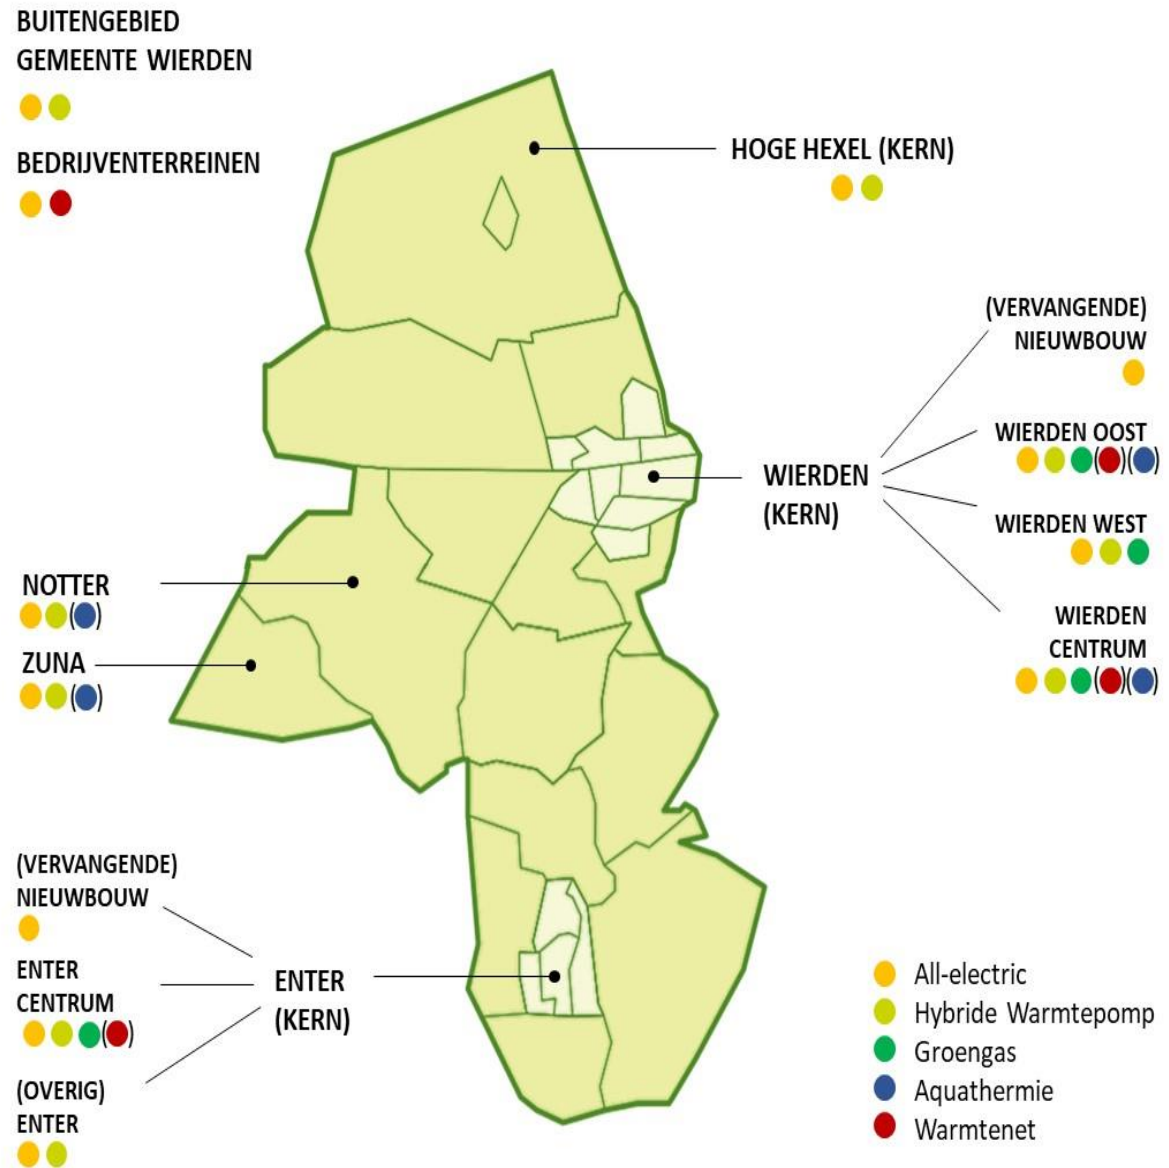 BUITENGEBIED
GEMEENTE WIERDEN
BEDRIJVENTERREINEN
HOGE HEXEL (KERN)
(VERVANGENDE)
NIEUWBOUW
WIERDEN OOST
( ) ( )
WIERDEN
(KERN)
WIERDEN WEST
WIERDEN
CENTRUM
( ) ( )
NOTTER
( )
ZUNA
( )
(VERVANGENDE)
NIEUWBOUW
ENTER
CENTRUM
( )
ENTER
(KERN)
(OVERIG)
ENTER
All-electric
Hybride Warmtepomp
Groengas
Aquathermie
Warmtenet